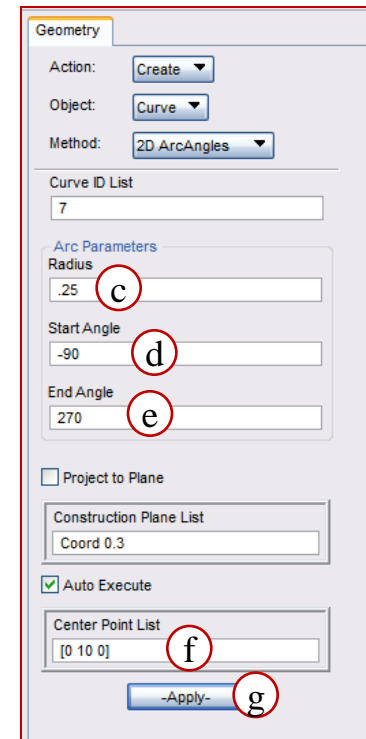 Geometry
Action: Create
Object: Curve
Method: 2D ArcAngles
Curve ID List
7
Arc Parameters
Radius
.25 c
Start Angle
-90 d
End Angle
270 e
Project to Plane
Construction Plane List
Coord 0.3
Auto Execute
Center Point List
[0 10 0] f
-Apply- g